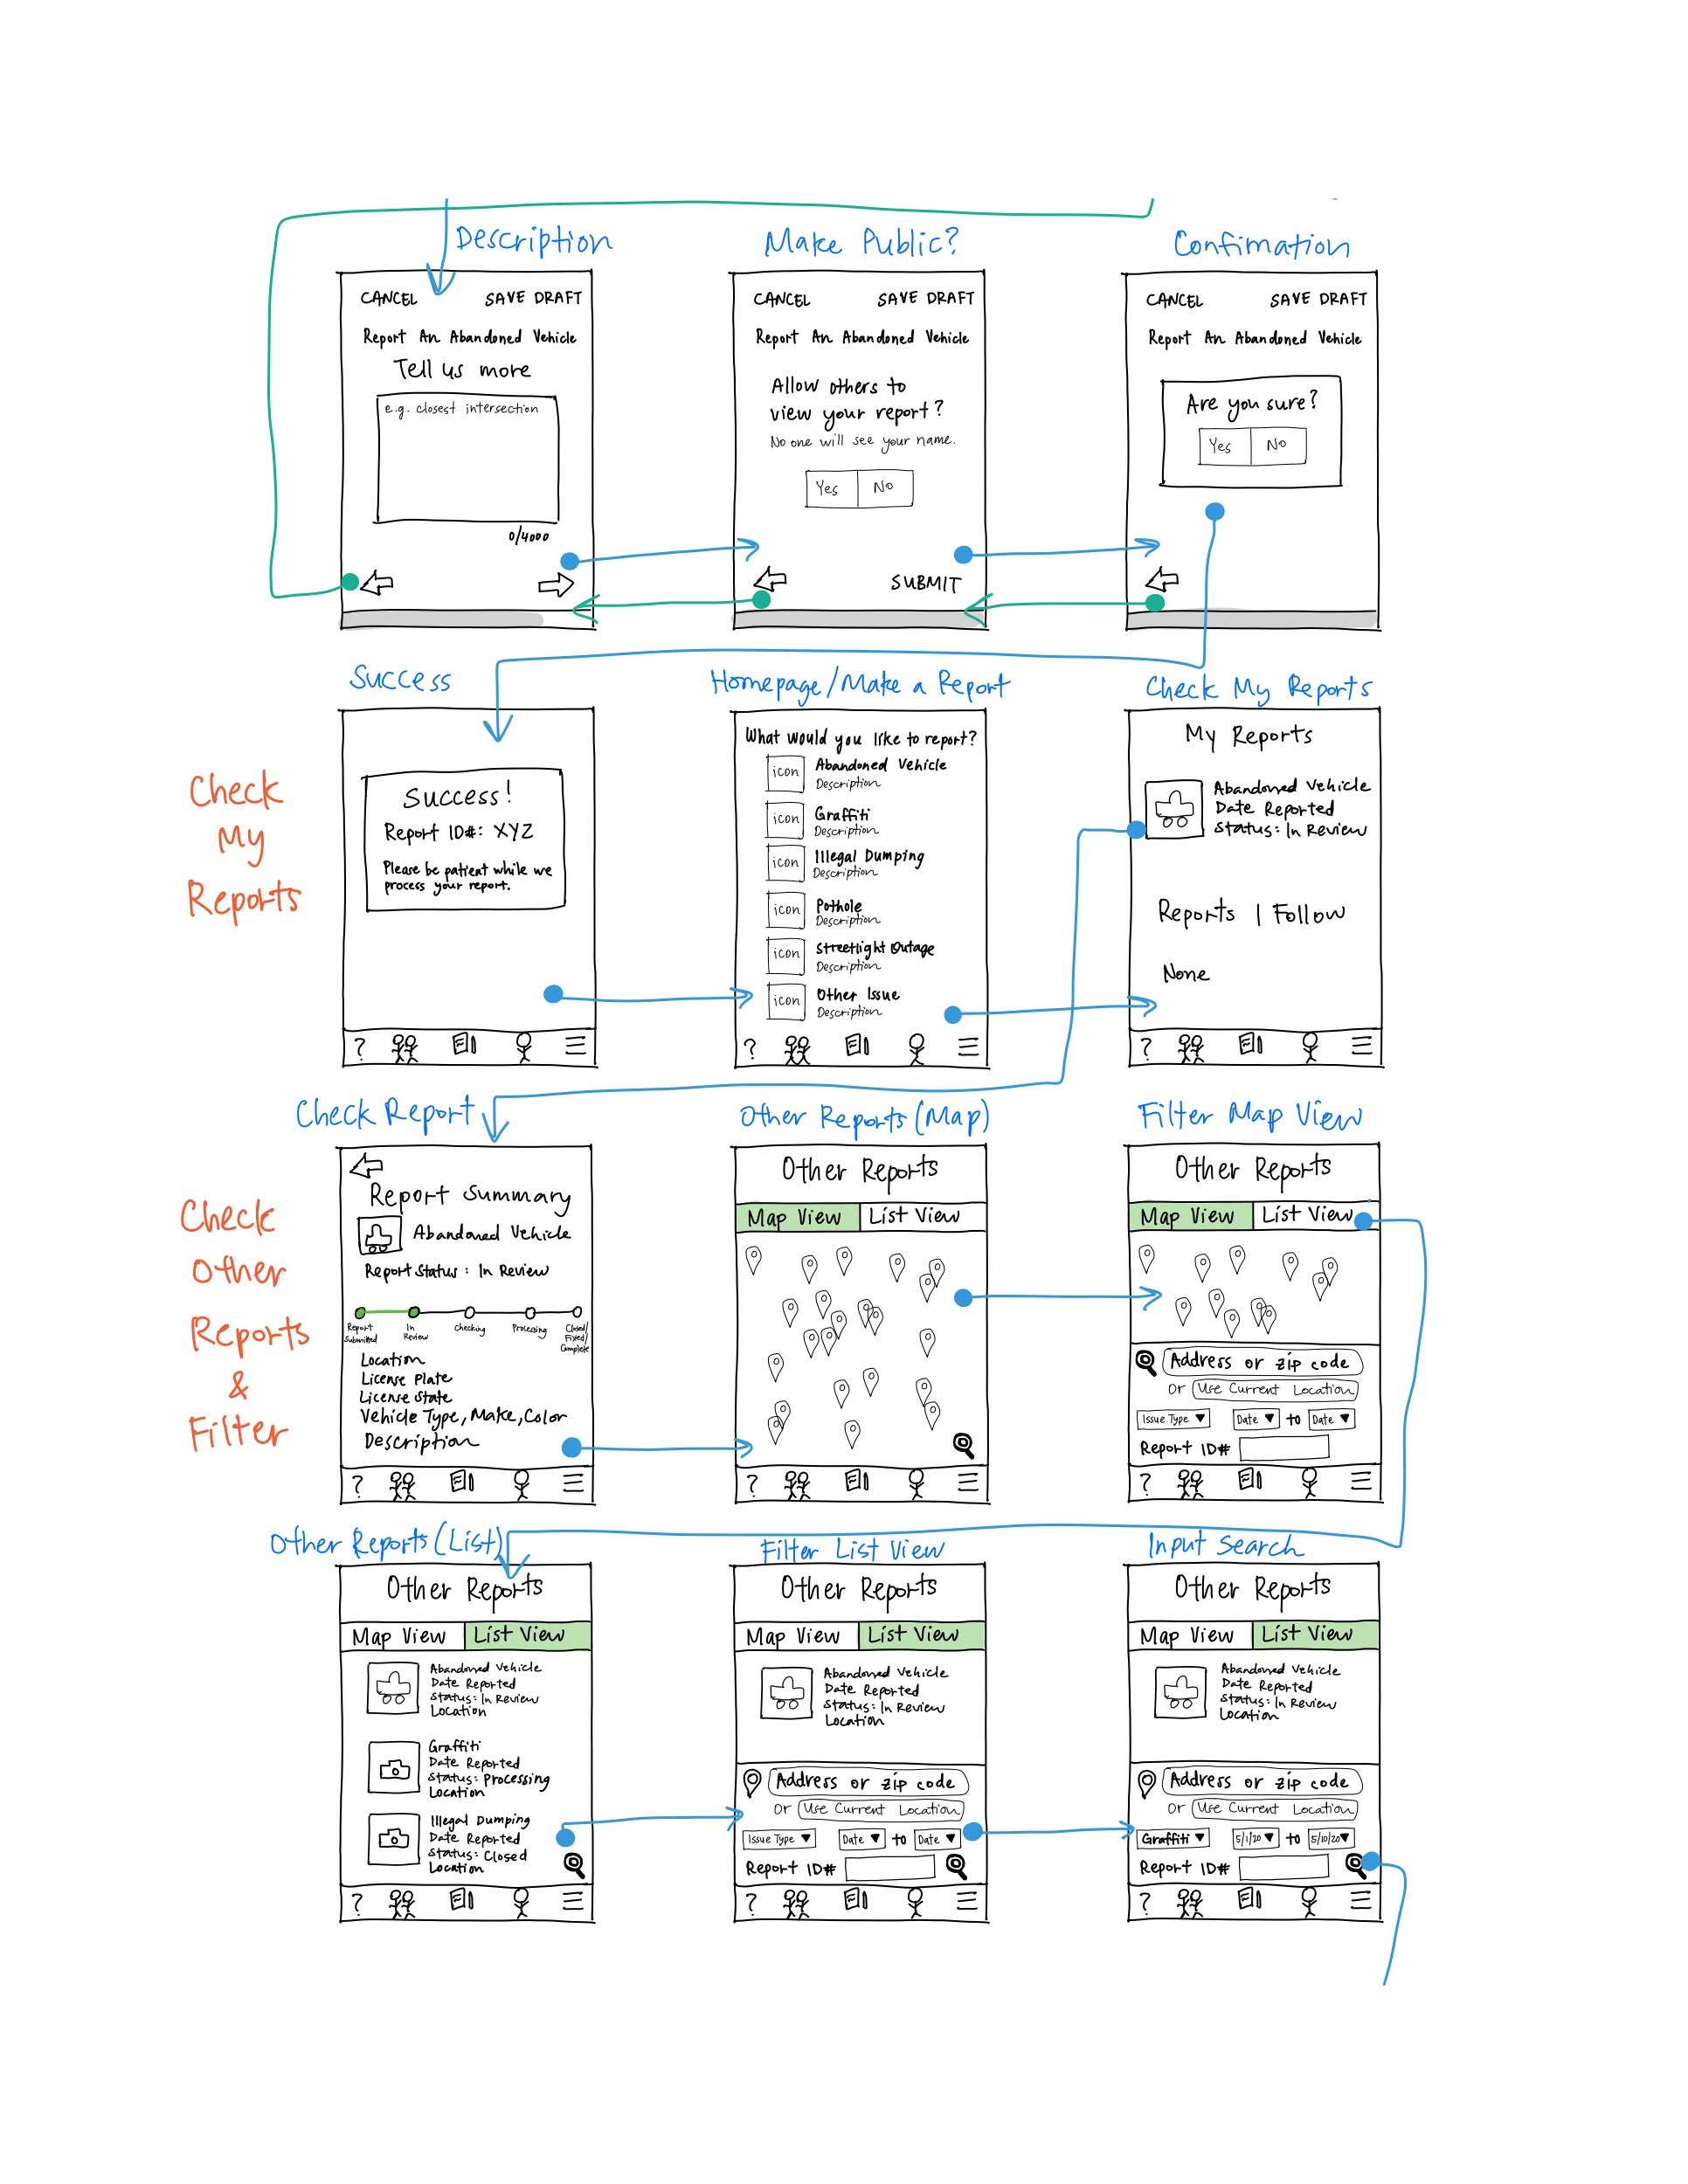 Description
CANCEL SAVE DRAFT
Report An Abandoned Vehicle
Tell us more
e.g. closest intersection
0/4000
Make Public?
CANCEL SAVE DRAFT
Report An Abandoned Vehicle
Allow others to
view your report?
No one will see your name.
Yes No
SUBMIT
Confimation
CANCEL SAVE DRAFT
Report An Abandoned Vehicle
Are you sure?
Yes No
Check
My
Reports
Success
Success!
Report ID#: XYZ
Please be patient while we
process your report.
?
Homepage/Make a Report
What would you like to report?
icon Abandoned Vehicle
Description
icon Graffiti
Description
icon Illegal Dumping
Description
icon Pothole
Description
icon Streetlight Outage
Description
icon Other Issue
Description
?
Check My Reports
My Reports
Abandoned Vehicle
Date Reported
Status: In Review
Reports | Follow
None
?
Check
Other
Reports
&
Filter
Check Report
Report Summary
Abandoned Vehicle
Report Status: In Review
Report Submitted
In Review
Checking
Processing
Closed/ Fixed/ Complete
Location
License Plate
License State
Vehicle Type, Make, Color
Description
?
Other Reports (Map)
Other Reports
Map View List View
?
Filter Map View
Other Reports
Map View List View
Address or zip code
or Use Current Location
Issue Type ▼ Date ▼ to Date ▼
Report ID#
?
Other Reports (List)
Other Reports
Map View List View
Abandoned Vehicle
Date Reported
Status: In Review
Location
Graffiti
Date Reported
Status: Processing
Location
Illegal Dumping
Date Reported
Status: Closed
Location
?
Filter List View
Other Reports
Map View List View
Abandoned Vehicle
Date Reported
Status: In Review
Location
Address or zip code
or Use Current Location
Issue Type ▼ Date ▼ to Date ▼
Report ID#
?
Input Search
Other Reports
Map View List View
Abandoned Vehicle
Date Reported
Status: In Review
Location
Address or zip code
or Use Current Location
Graffiti ▼ 5/1/20 ▼ to 5/10/20 ▼
Report ID#
?